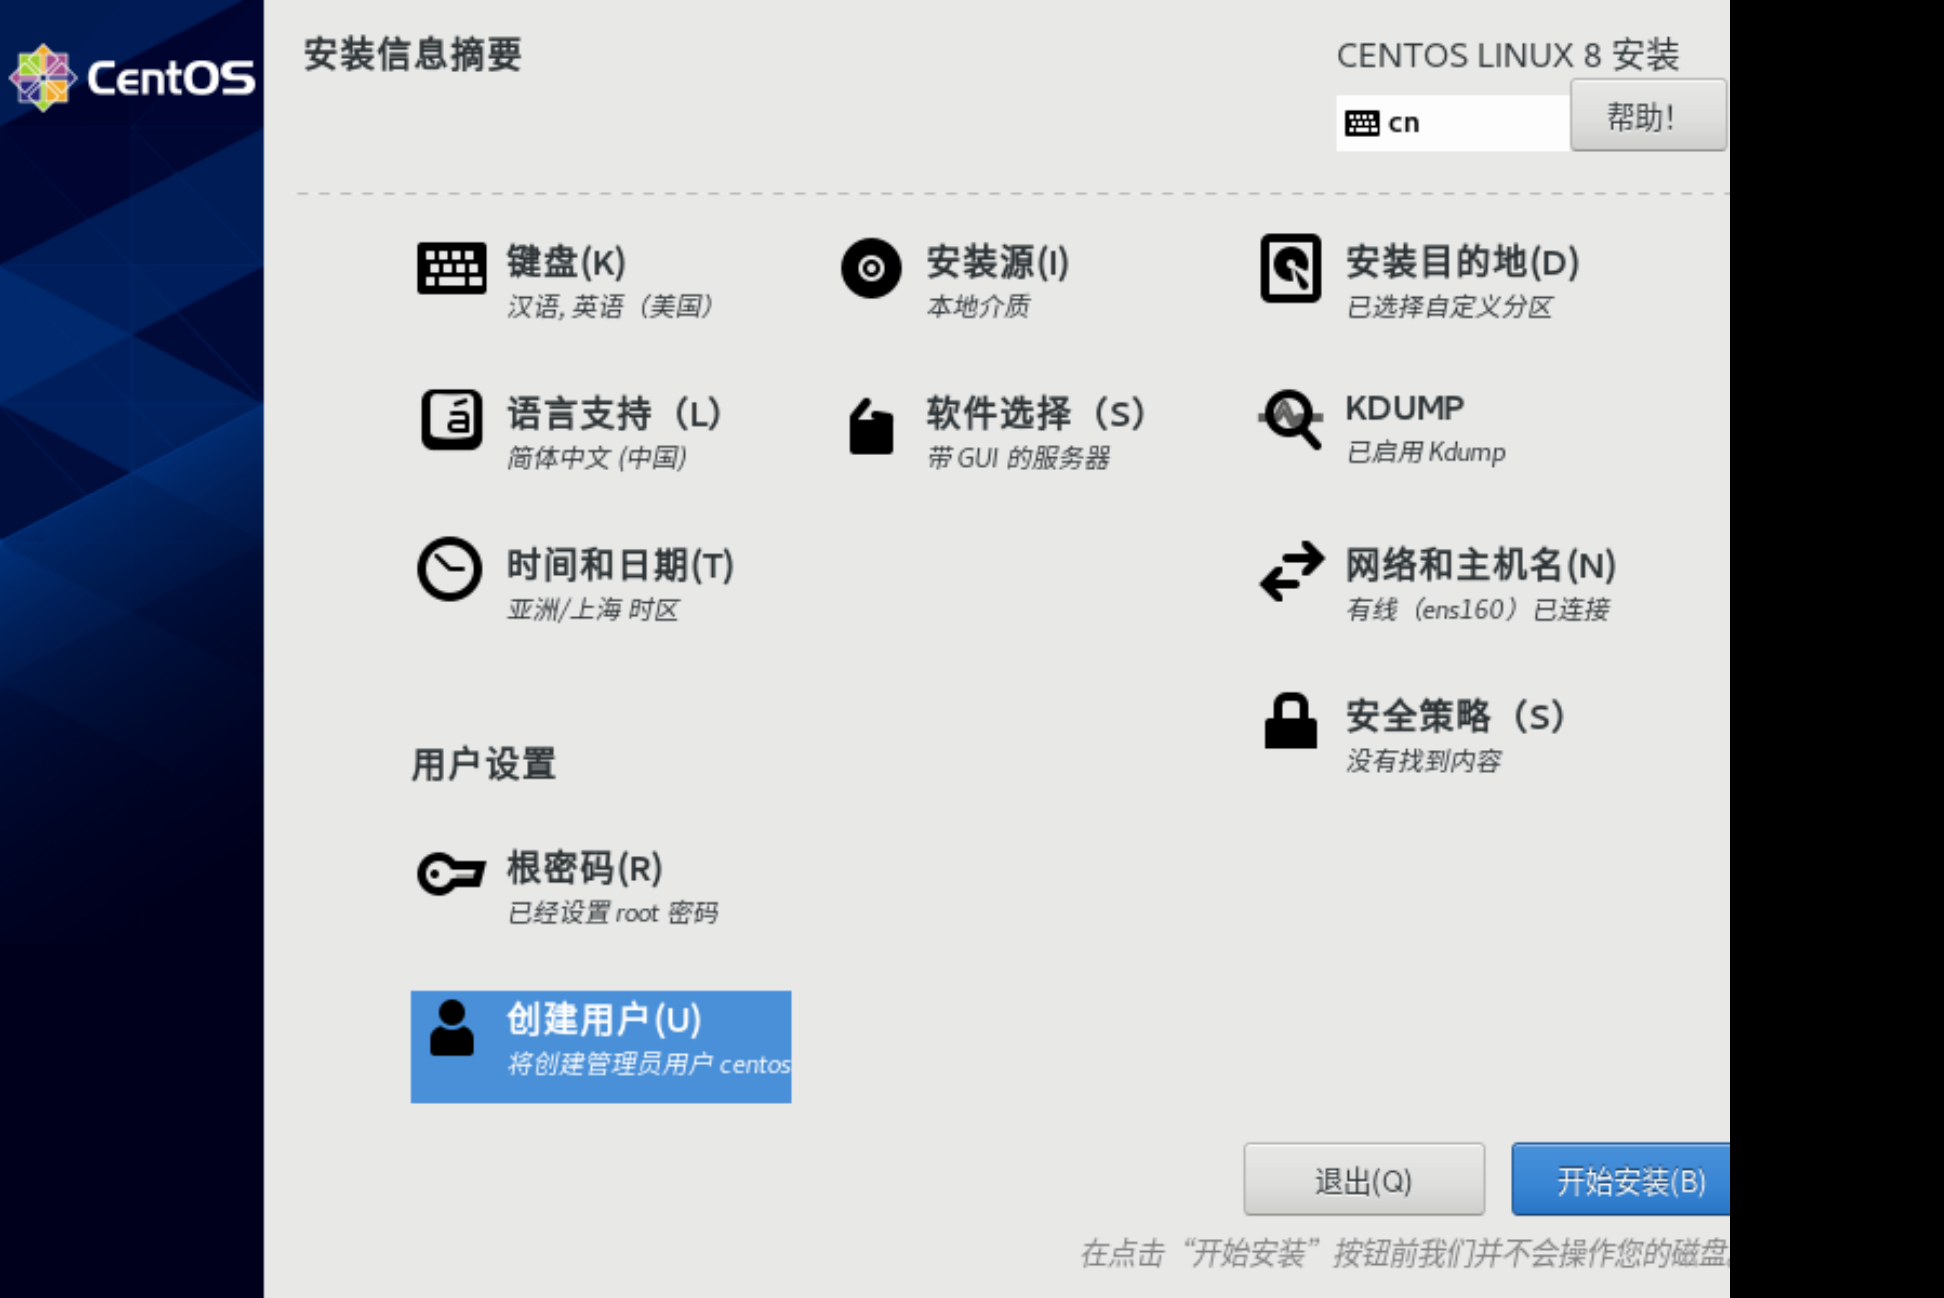 CentOS
安装信息摘要
CENTOS LINUX 8 安装
cn
帮助！
键盘(K)
汉语, 英语（美国）
安装源(I)
本地介质
安装目的地(D)
已选择自定义分区
语言支持（L）
简体中文 (中国)
软件选择（S）
带 GUI 的服务器
KDUMP
已启用 Kdump
时间和日期(T)
亚洲/上海 时区
网络和主机名(N)
有线（ens160）已连接
安全策略（S）
没有找到内容
用户设置
根密码(R)
已经设置 root 密码
创建用户(U)
将创建管理员用户 centos
退出(Q)
开始安装(B)
在点击“开始安装”按钮前我们并不会操作您的磁盘